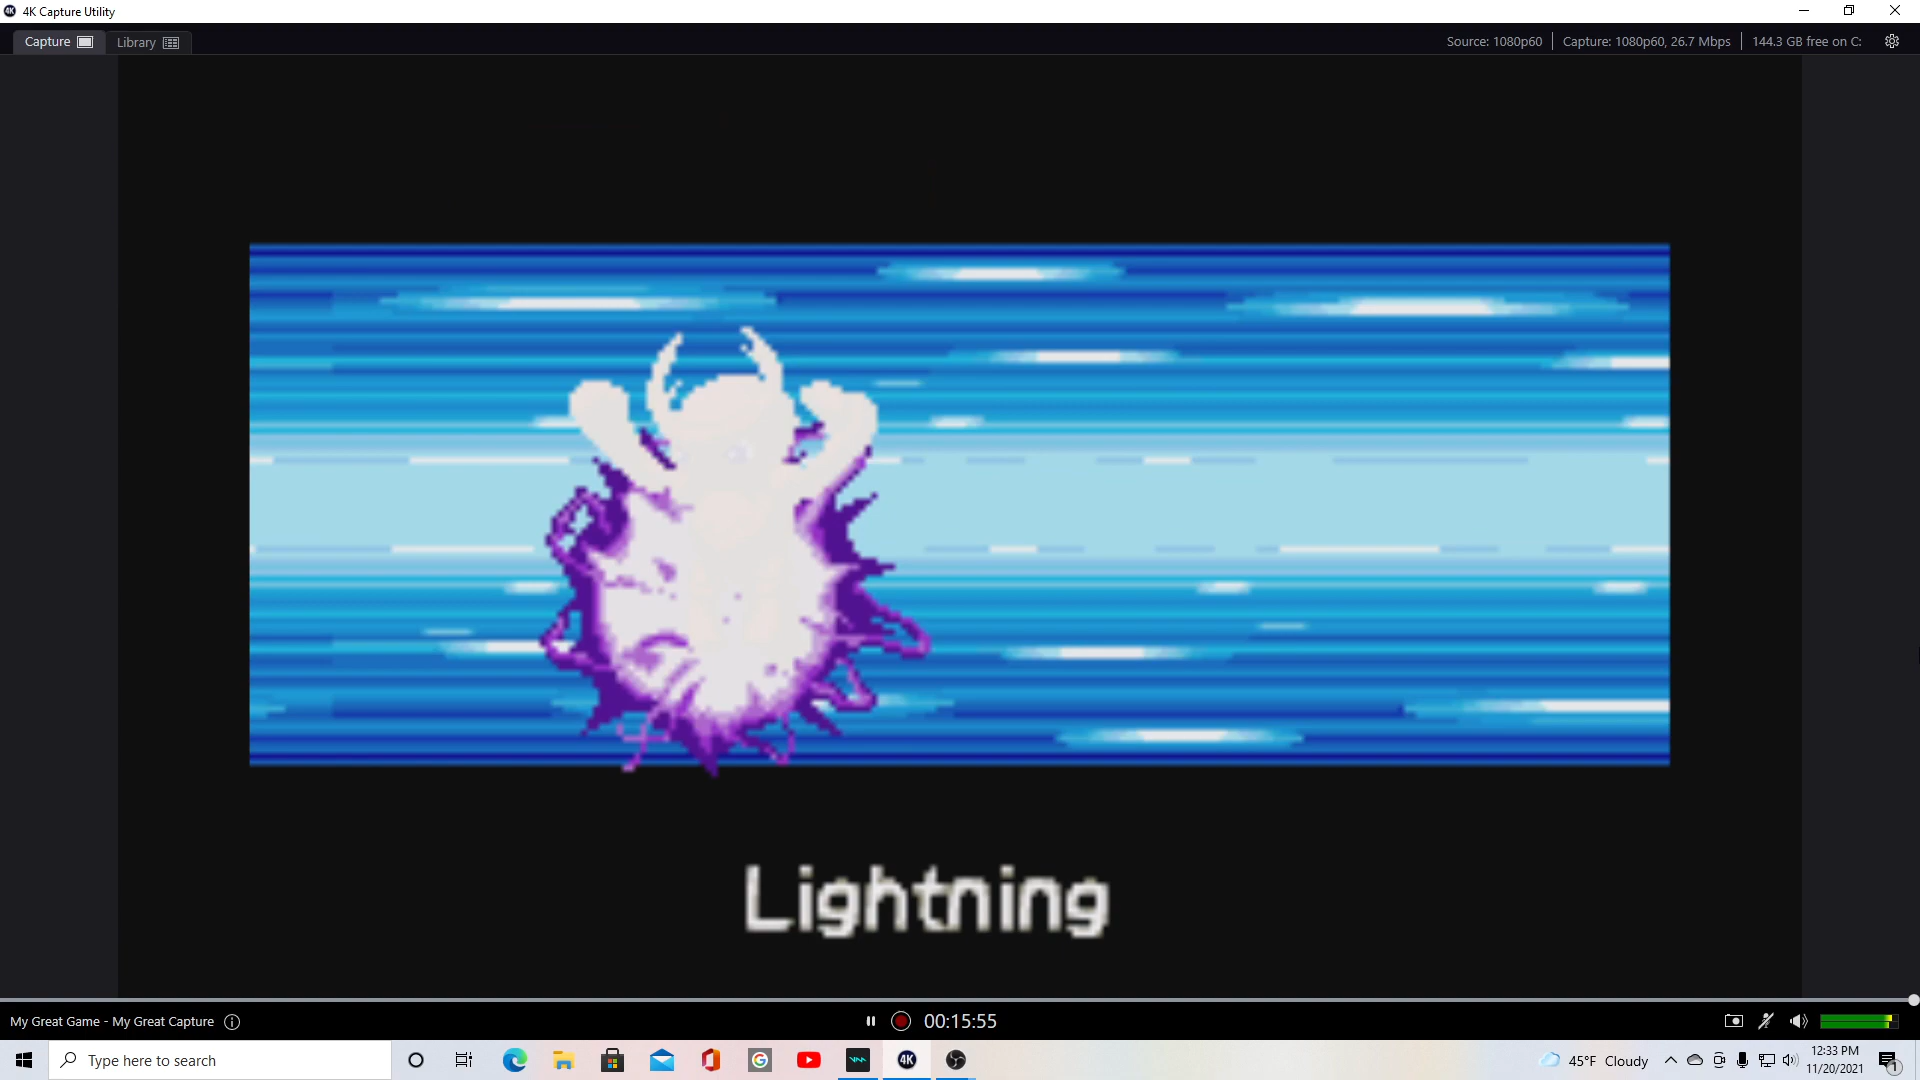 4K Capture Utility
Capture
Library
Source: 1080p60
Capture: 1080p60, 26.7 Mbps
144.3 GB free on C:
Lightning
My Great Game - My Great Capture
00:15:55
Type here to search
4K
45°F Cloudy
12:33 PM
11/20/2021
1